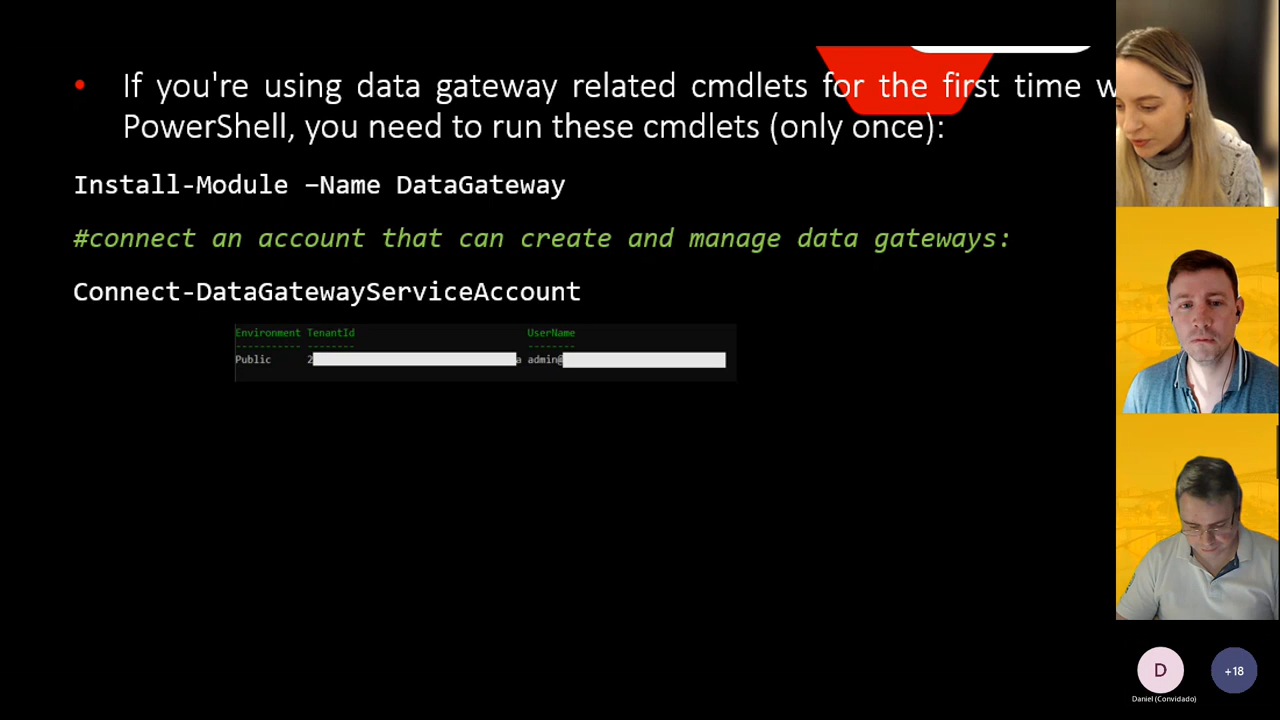 • If you're using data gateway related cmdlets for the first time w
PowerShell, you need to run these cmdlets (only once):
Install-Module –Name DataGateway
#connect an account that can create and manage data gateways:
Connect-DataGatewayServiceAccount
Environment TenantId UserName
----------- -------- --------
Public 2 a admin@
D
+18
Daniel (Convidado)